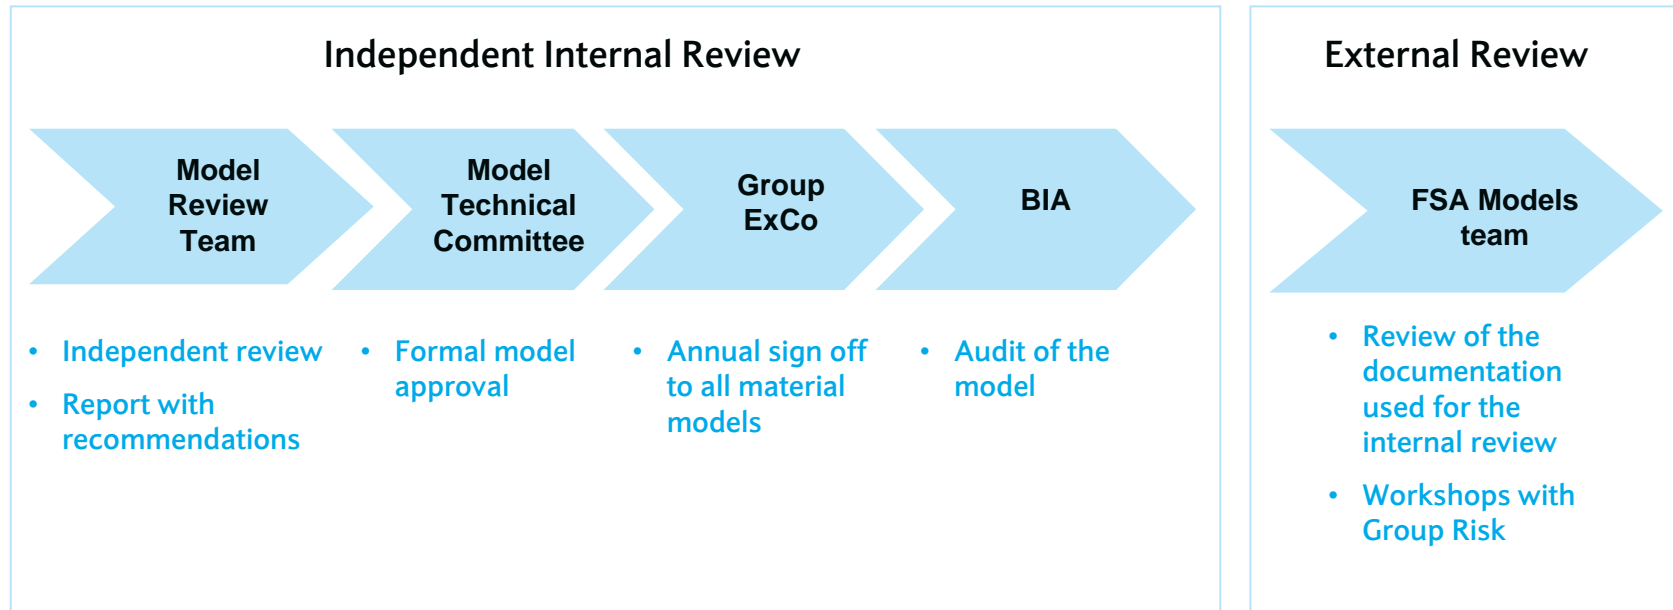 Independent Internal Review
Model
Review
Team
Model
Technical
Committee
Group
ExCo
BIA
• Independent review
• Report with
recommendations
• Formal model
approval
• Annual sign off
to all material
models
• Audit of the
model
External Review
FSA Models
team
• Review of the
documentation
used for the
internal review
• Workshops with
Group Risk